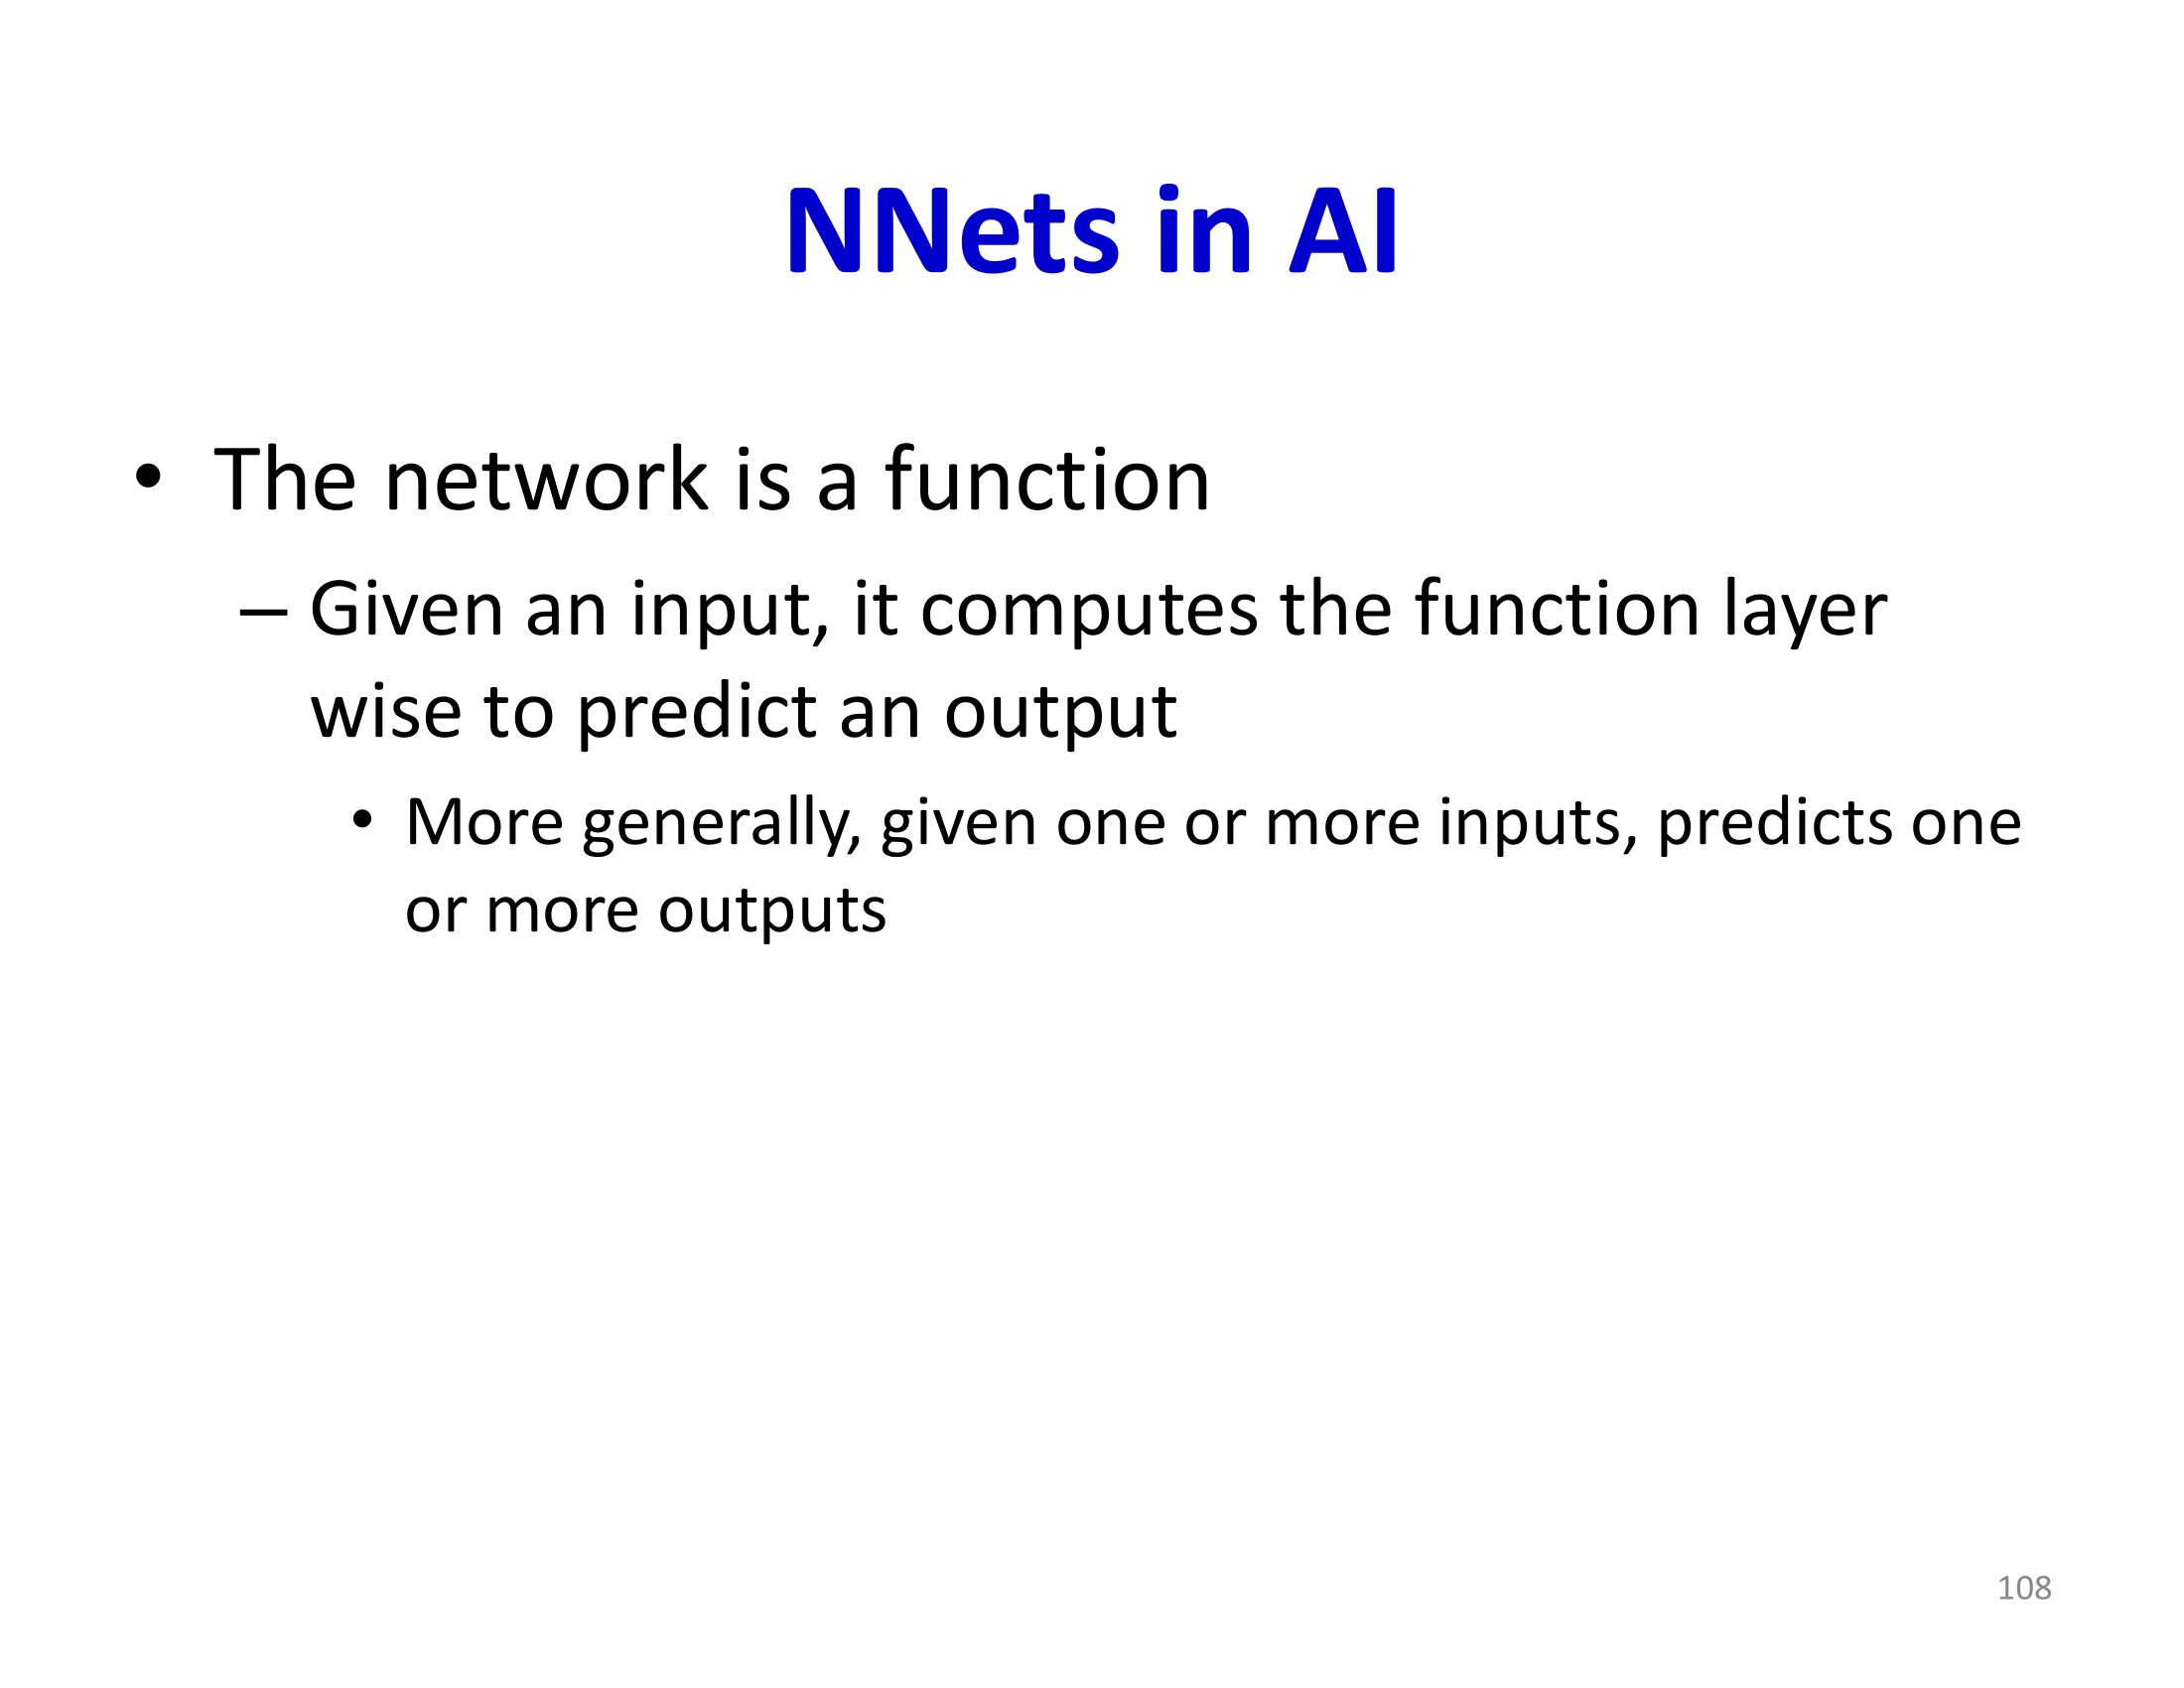 NNets in AI
• The network is a function
– Given an input, it computes the function layer
wise to predict an output
• More generally, given one or more inputs, predicts one
or more outputs
108